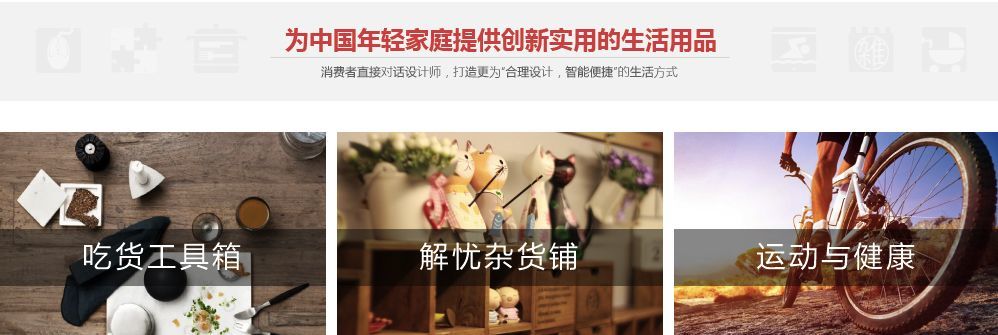 为中国年轻家庭提供创新实用的生活用品
消费者直接对话设计师，打造更为“合理设计，智能便捷”的生活方式
雜
吃货工具箱
解忧杂货铺
运动与健康